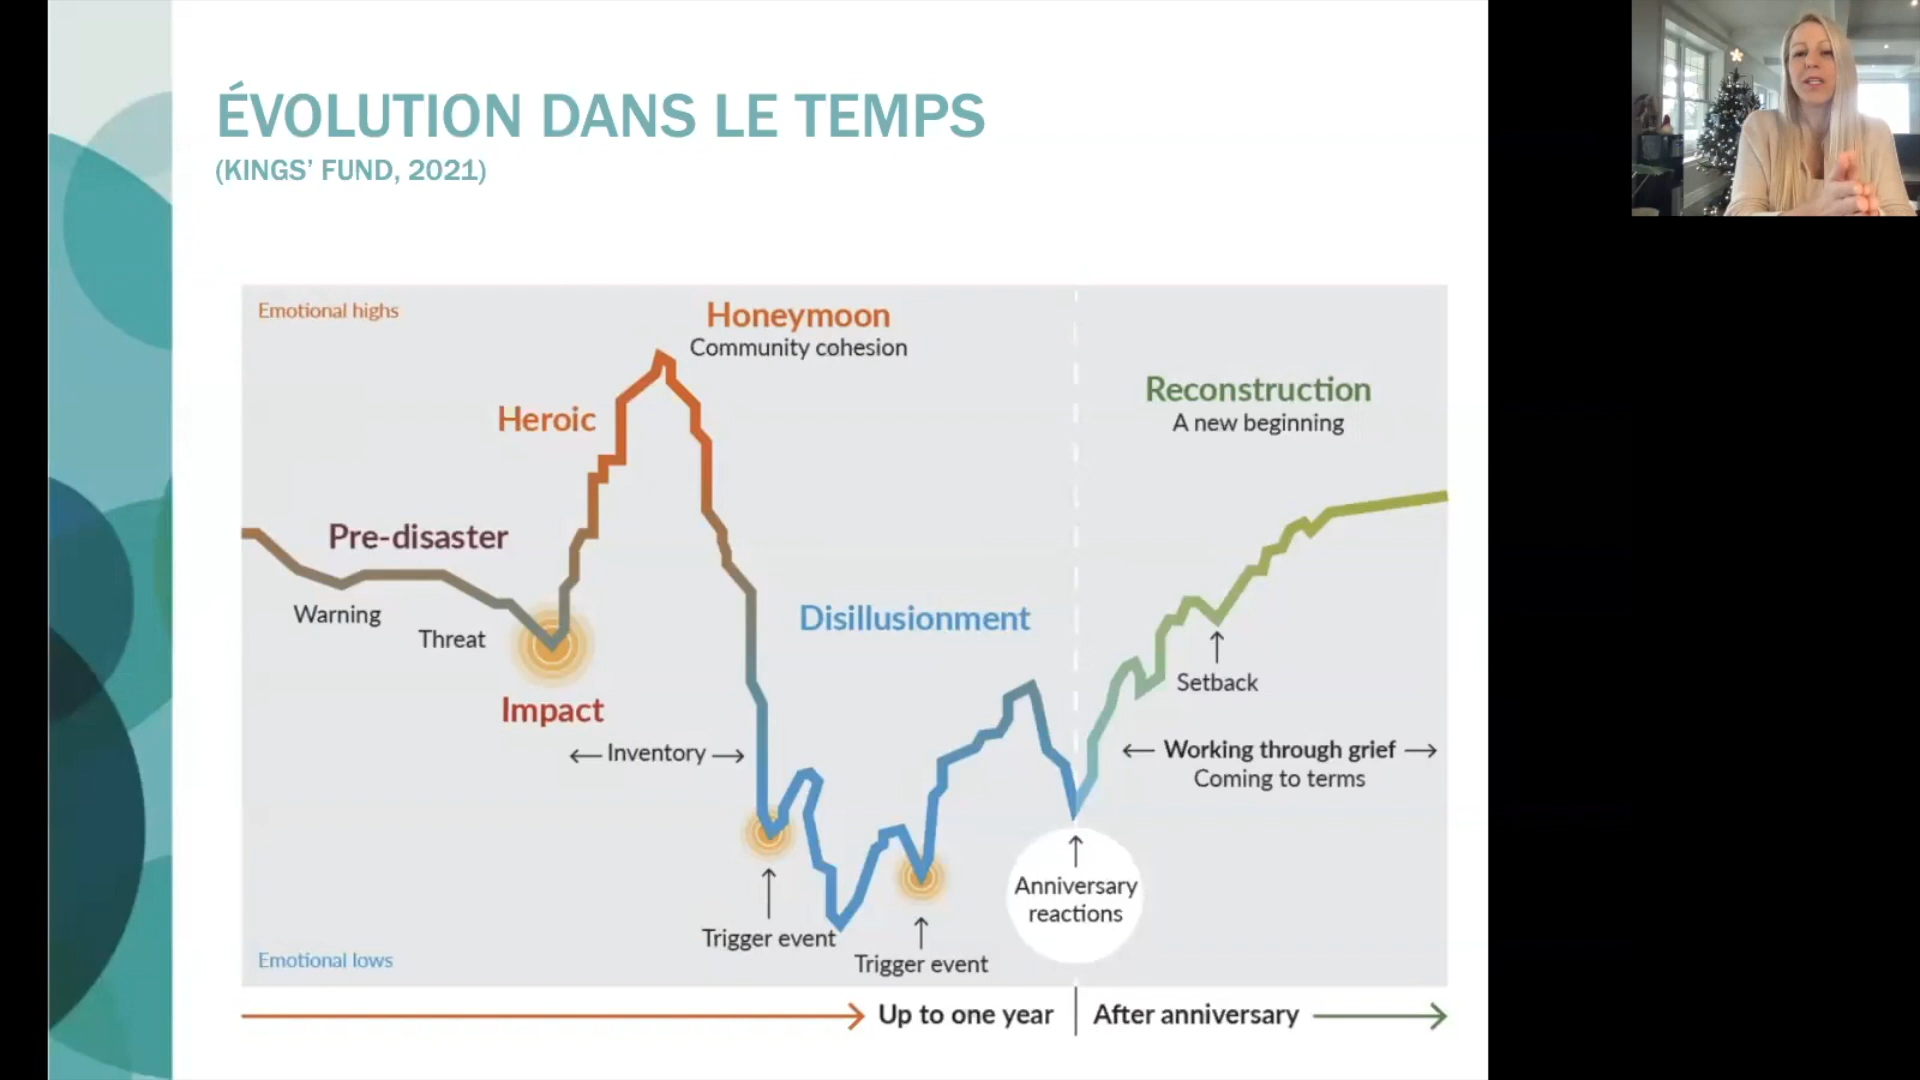 ÉVOLUTION DANS LE TEMPS
(KINGS’ FUND, 2021)
Emotional highs
Honeymoon
Community cohesion
Heroic
Reconstruction
A new beginning
Pre-disaster
Warning
Threat
Disillusionment
Impact
Setback
Inventory
Working through grief
Coming to terms
Anniversary
reactions
Trigger event
Trigger event
Emotional lows
Up to one year
After anniversary